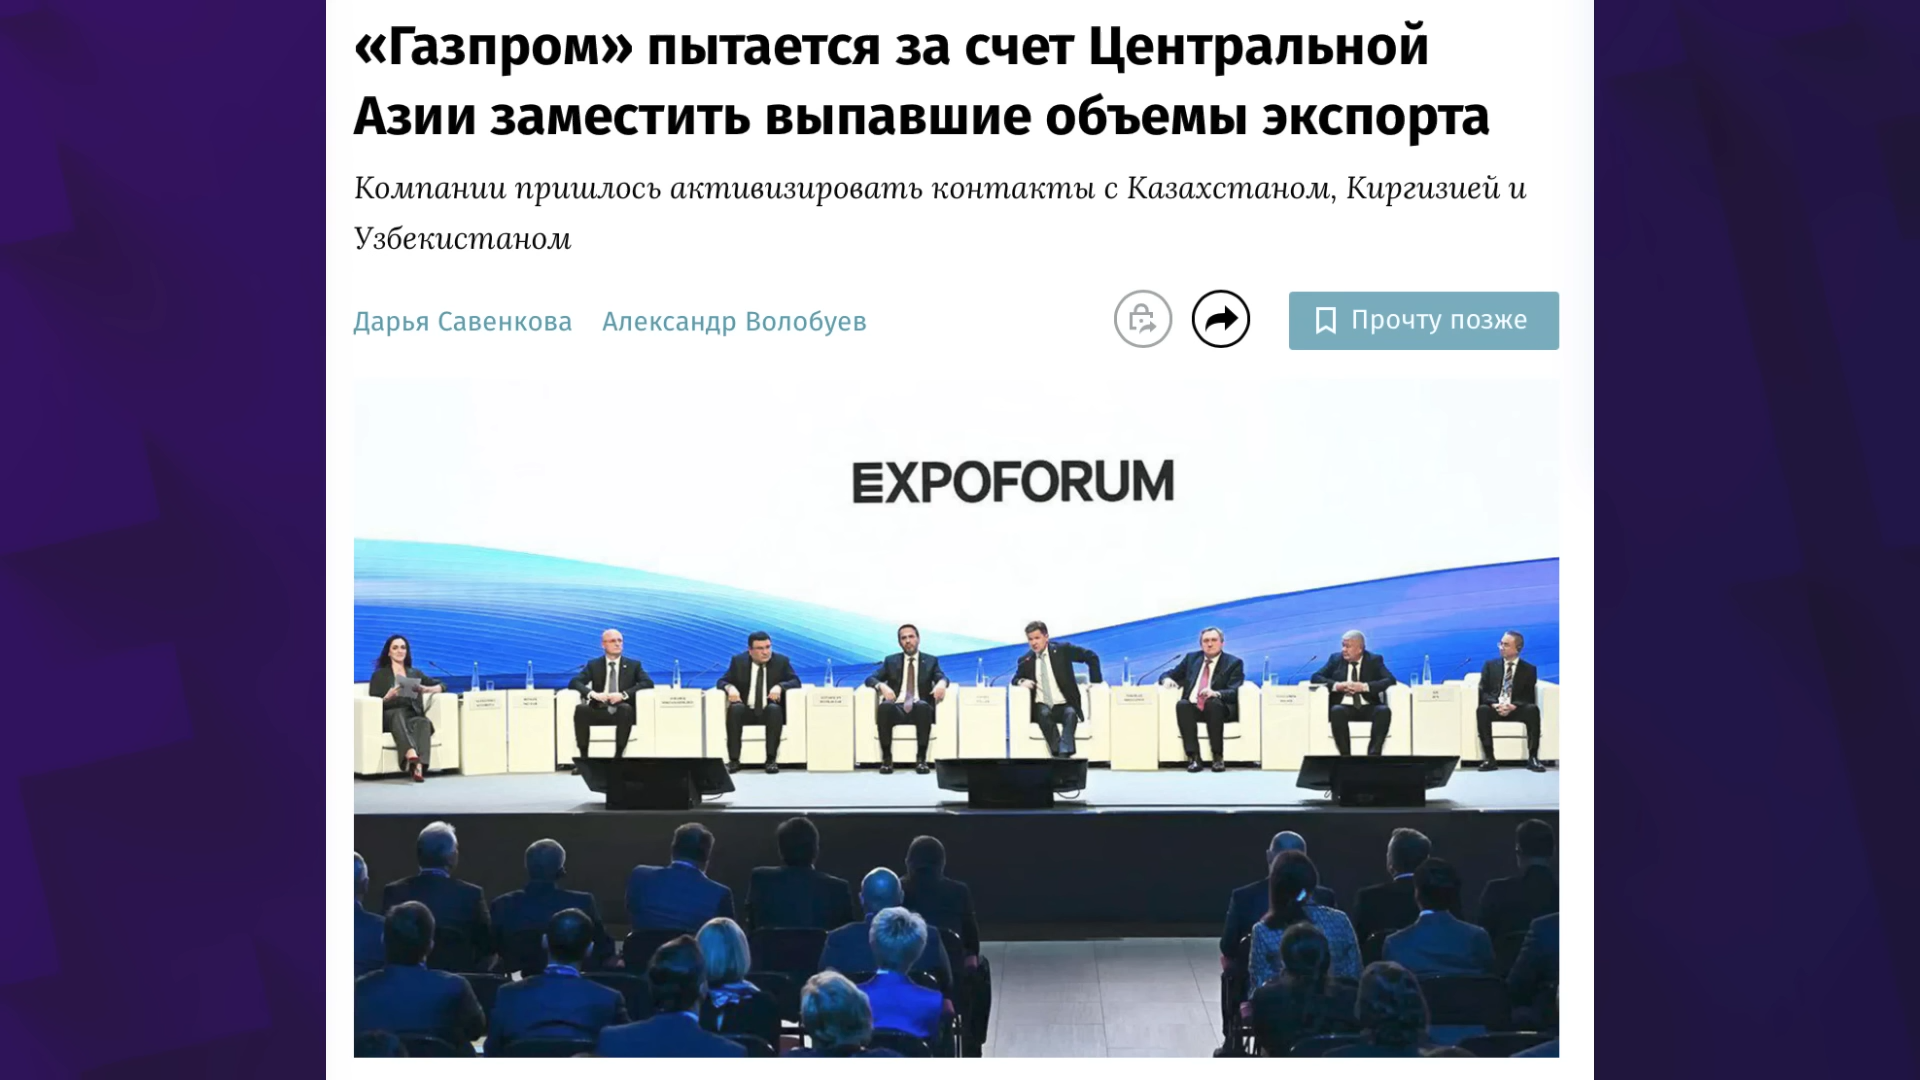 «Газпром» пытается за счет Центральной
Азии заместить выпавшие объемы экспорта
Компании пришлось активизировать контакты с Казахстаном, Киргизией и
Узбекистаном
Дарья Савенкова Александр Волобуев
Прочту позже
EXPOFORUM